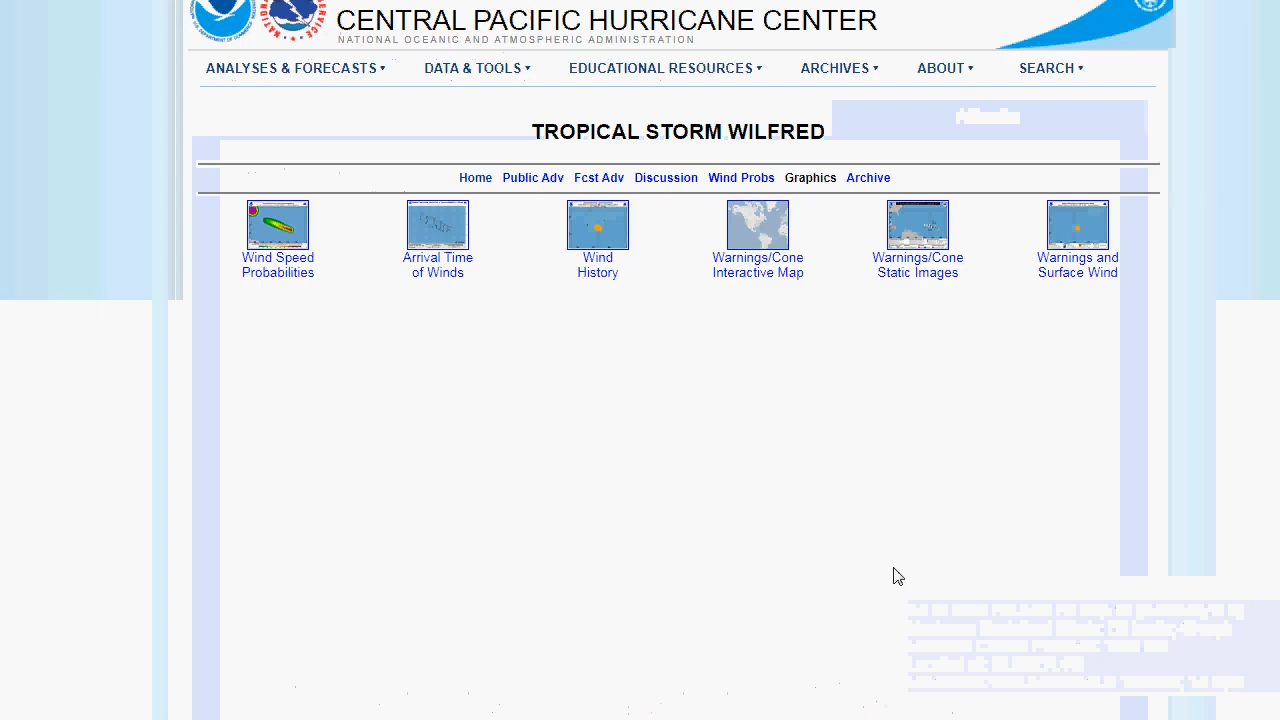 CENTRAL PACIFIC HURRICANE CENTER
NATIONAL OCEANIC AND ATMOSPHERIC ADMINISTRATION
ANALYSES & FORECASTS▾ DATA & TOOLS▾ EDUCATIONAL RESOURCES▾ ARCHIVES▾ ABOUT▾ SEARCH▾
TROPICAL STORM WILFRED
Home Public Adv Fcst Adv Discussion Wind Probs Graphics Archive
Wind Speed Probabilities
Arrival Time of Winds
Wind History
Warnings/Cone Interactive Map
Warnings/Cone Static Images
Warnings and Surface Wind